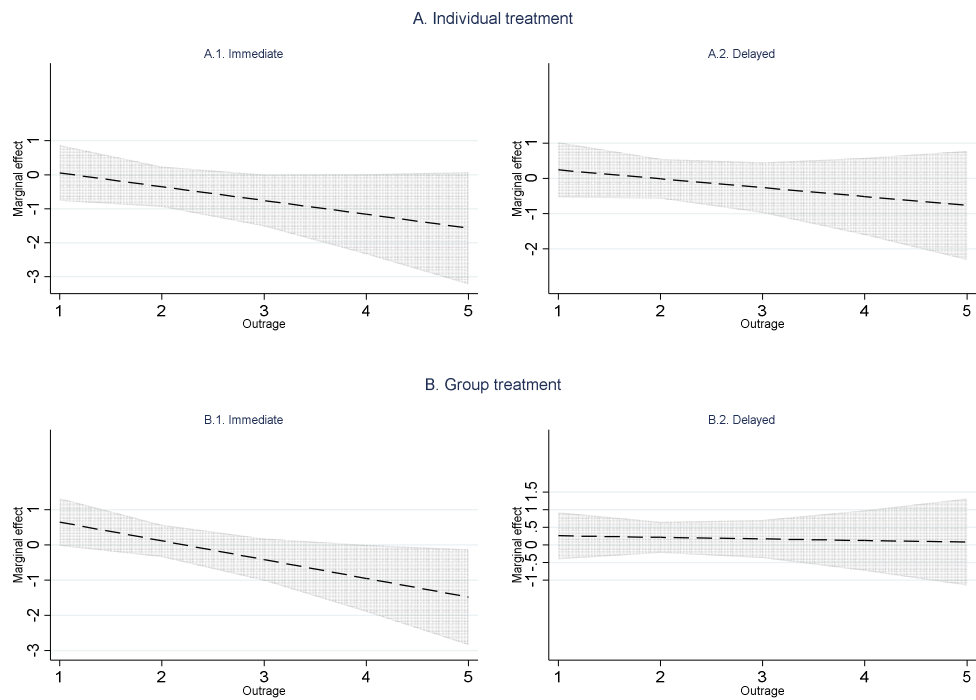 A. Individual treatment
A.1. Immediate
Marginal effect
1
0
-1
-2
-3
1 2 3 4 5
Outrage
A.2. Delayed
Marginal effect
1
0
-1
-2
1 2 3 4 5
Outrage
B. Group treatment
B.1. Immediate
Marginal effect
1
0
-1
-2
-3
1 2 3 4 5
Outrage
B.2. Delayed
Marginal effect
1.5
1
.5
0
-.5
-1
1 2 3 4 5
Outrage